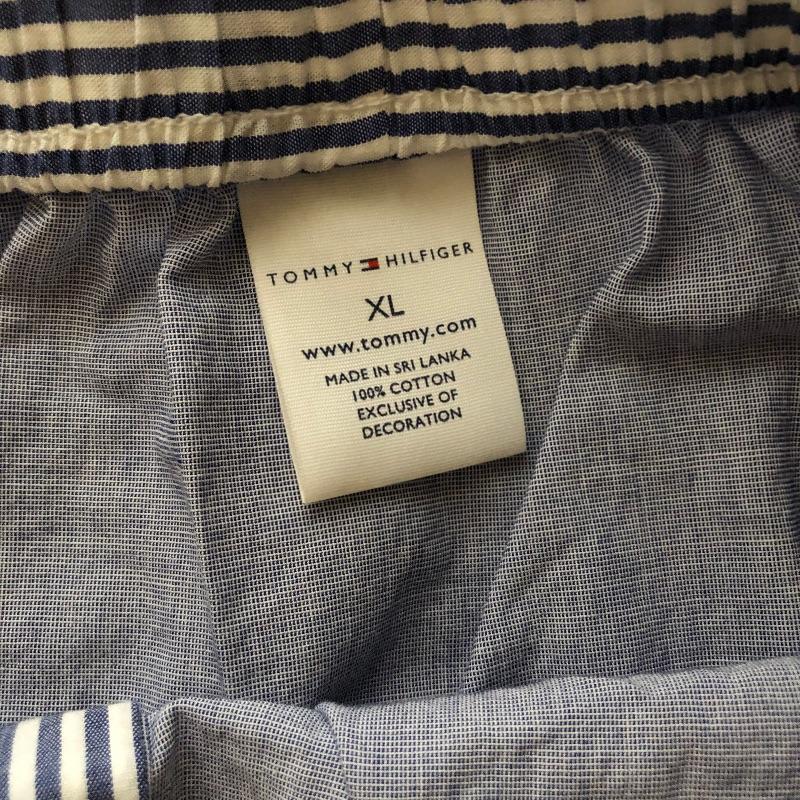 TOMMY HILFIGER
XL
www.tommy.com
MADE IN SRI LANKA
100% COTTON
EXCLUSIVE OF
DECORATION